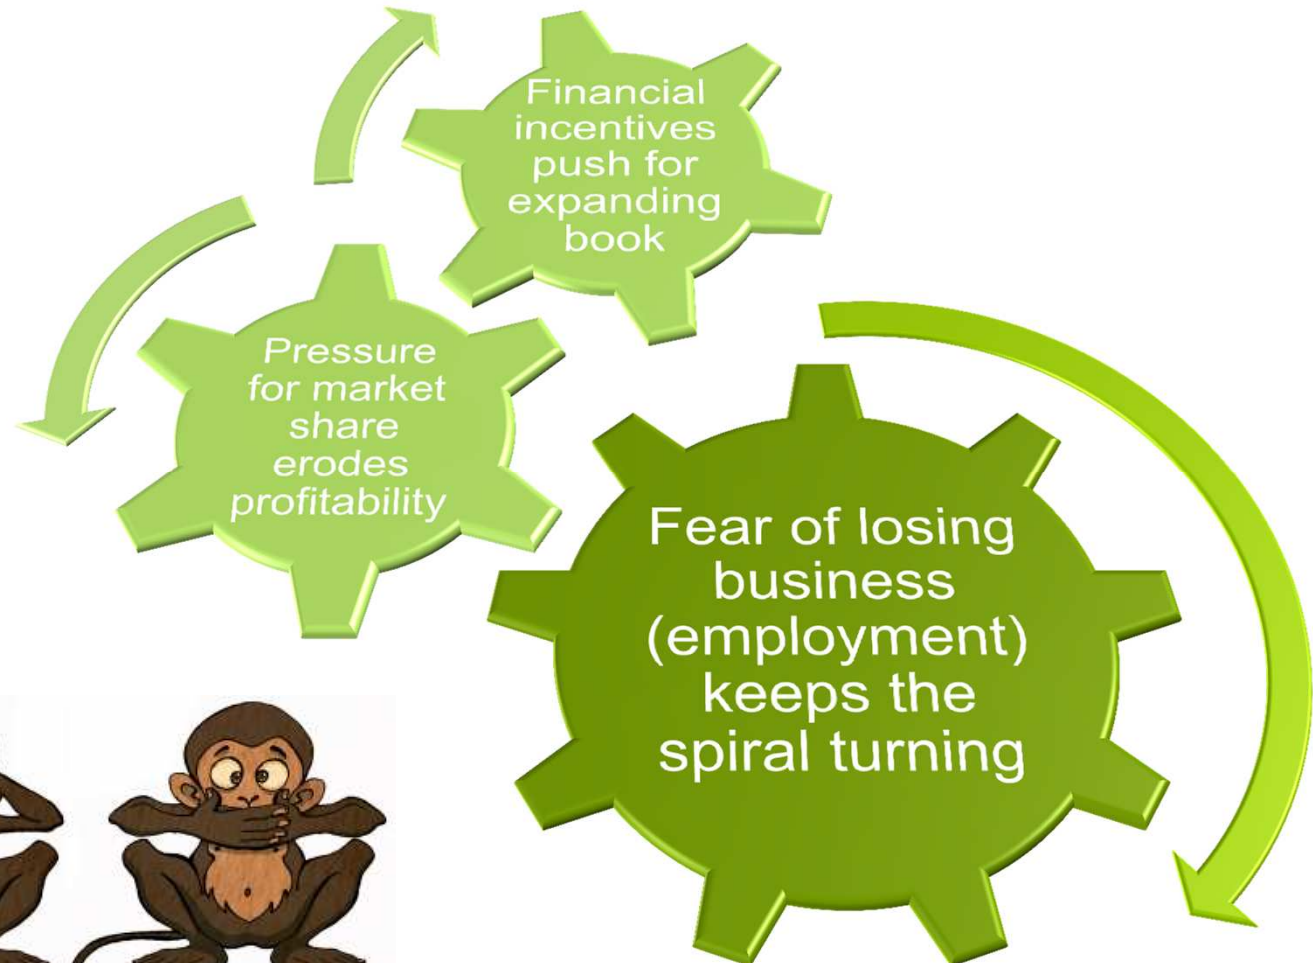 Financial
incentives
push for
expanding
book
Pressure
for market
share
erodes
profitability
Fear of losing
business
(employment)
keeps the
spiral turning